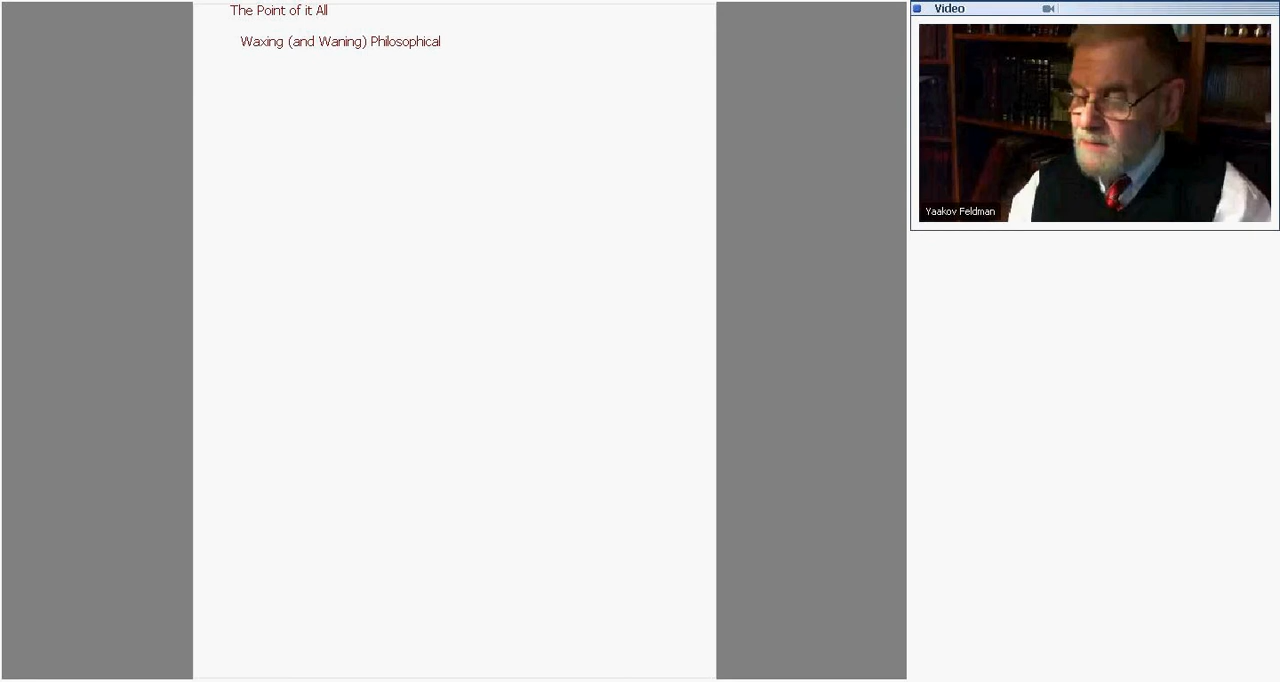 The Point of it All
Waxing (and Waning) Philosophical
Video
Yaakov Feldman